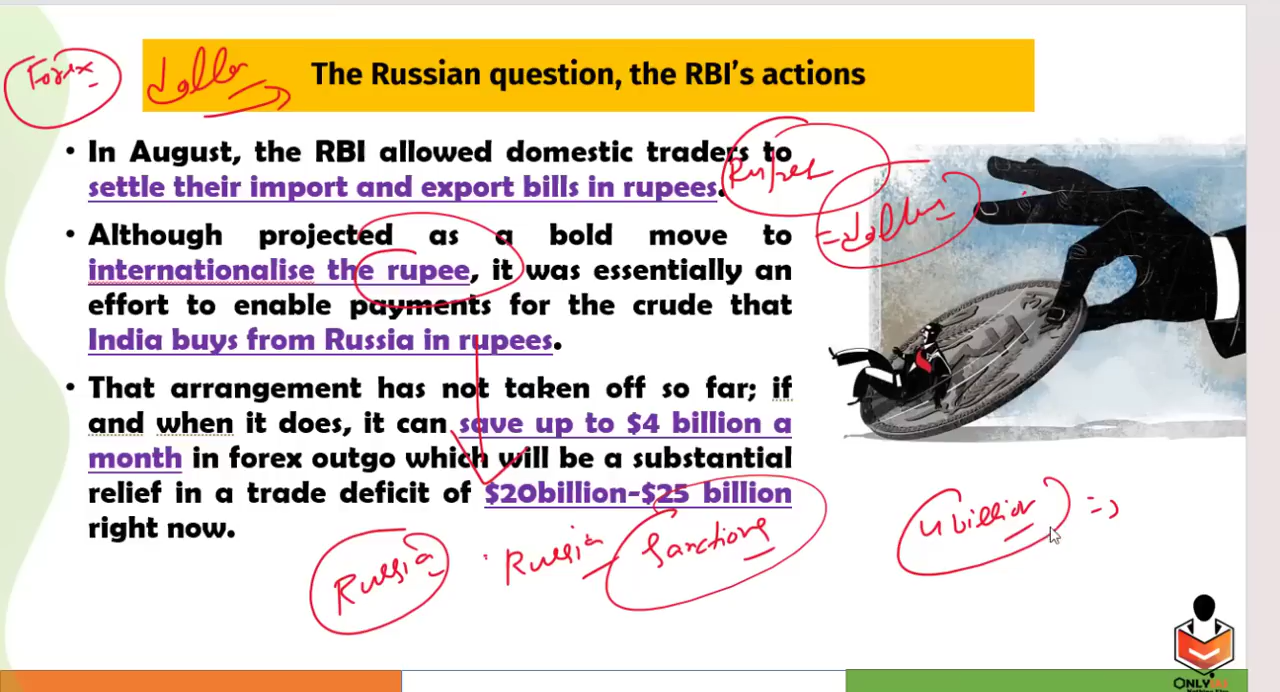 Forex
dollar
The Russian question, the RBI's actions
• In August, the RBI allowed domestic traders to
settle their import and export bills in rupees.
Rupee
= dollars
• Although projected as a bold move to
internationalise the rupee, it was essentially an
effort to enable payments for the crude that
India buys from Russia in rupees.
• That arrangement has not taken off so far; if
and when it does, it can save up to $4 billion a
month in forex outgo which will be a substantial
relief in a trade deficit of $20billion-$25 billion
right now.
Russia
Russia Sanctions
4 billion =>
ONLY